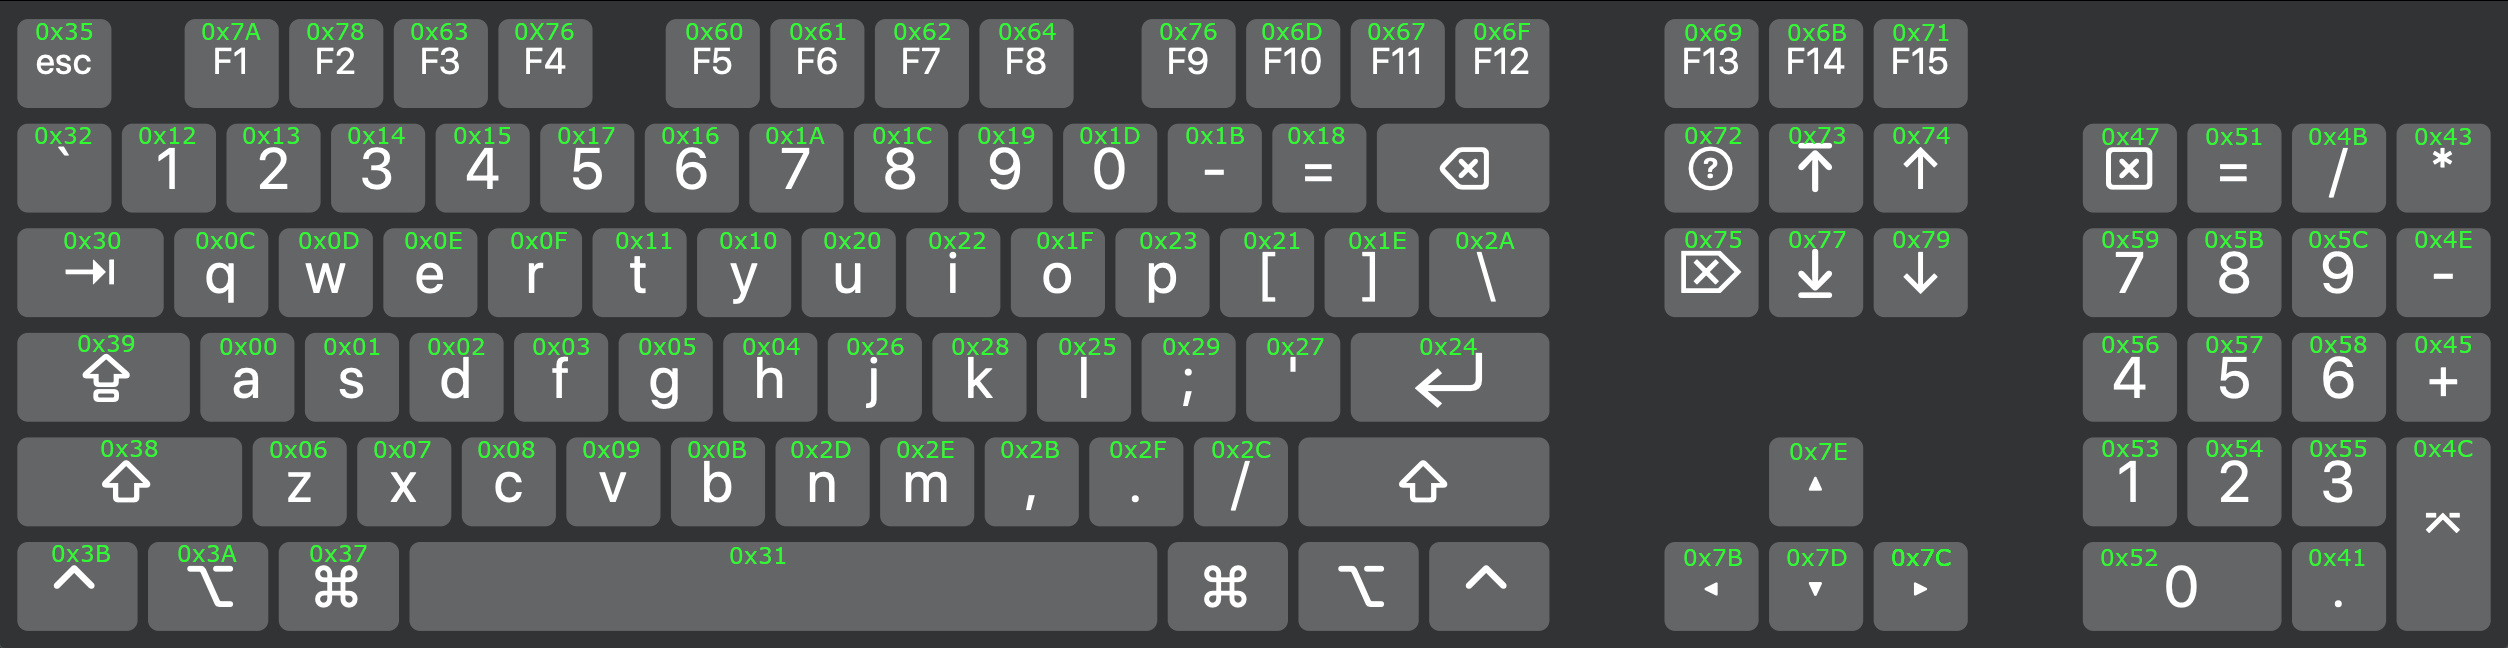 0x35 0x7A 0x78 0x63 0X76 0x60 0x61 0x62 0x64 0x76 0x6D 0x67 0x6F 0x69 0x6B 0x71
esc F1 F2 F3 F4 F5 F6 F7 F8 F9 F10 F11 F12 F13 F14 F15
0x32 0x12 0x13 0x14 0x15 0x17 0x16 0x1A 0x1C 0x19 0x1D 0x1B 0x18 0x72 0x73 0x74 0x47 0x51 0x4B 0x43
` 1 2 3 4 5 6 7 8 9 0 - = ? = / *
0x30 0x0C 0x0D 0x0E 0x0F 0x11 0x10 0x20 0x22 0x1F 0x23 0x21 0x1E 0x2A 0x75 0x77 0x79 0x59 0x5B 0x5C 0x4E
q w e r t y u i o p [ ] \ 7 8 9 -
0x39 0x00 0x01 0x02 0x03 0x05 0x04 0x26 0x28 0x25 0x29 0x27 0x24 0x56 0x57 0x58 0x45
a s d f g h j k l ; ' 4 5 6 +
0x38 0x06 0x07 0x08 0x09 0x0B 0x2D 0x2E 0x2B 0x2F 0x2C 0x7E 0x53 0x54 0x55 0x4C
z x c v b n m , . / 1 2 3
0x3B 0x3A 0x37 0x31 0x7B 0x7D 0x7C 0x52 0x41
0 .